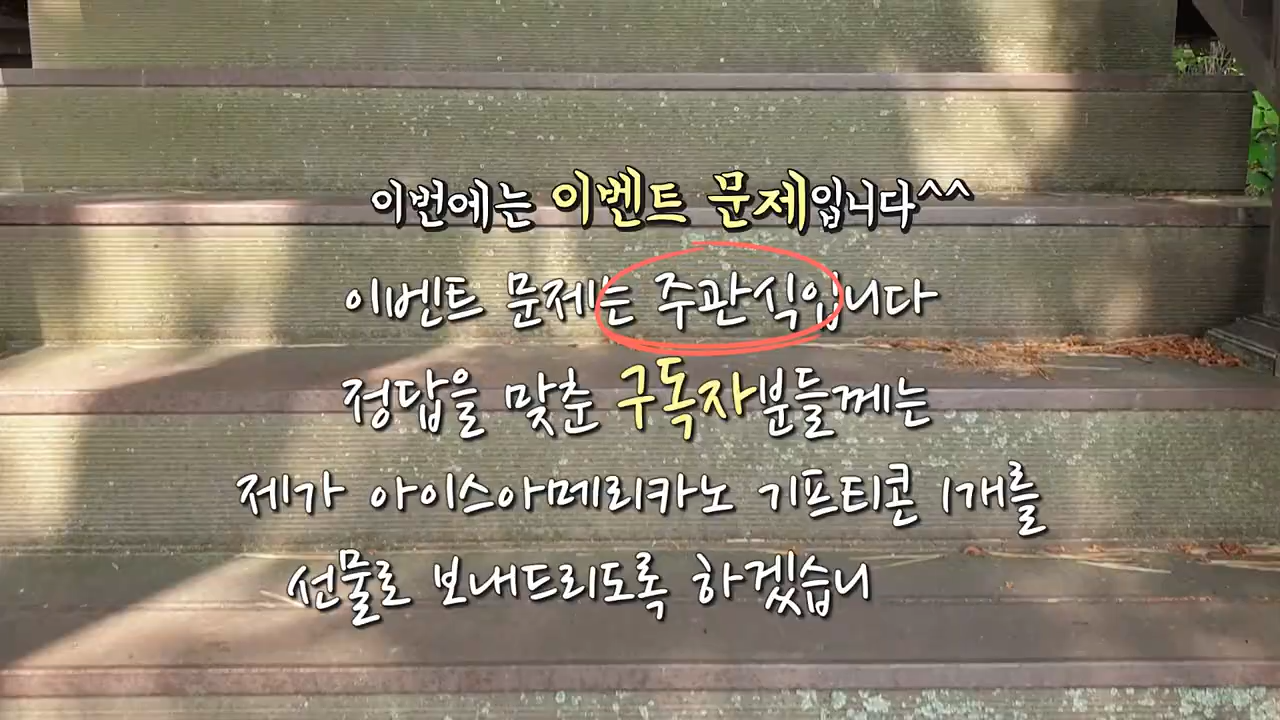 이번에는 이벤트 문제입니다^^
이벤트 문제는 주관식입니다
정답을 맞춘 구독자분들께는
제가 아이스아메리카노 기프티콘 1개를
선물로 보내드리도록 하겠습니